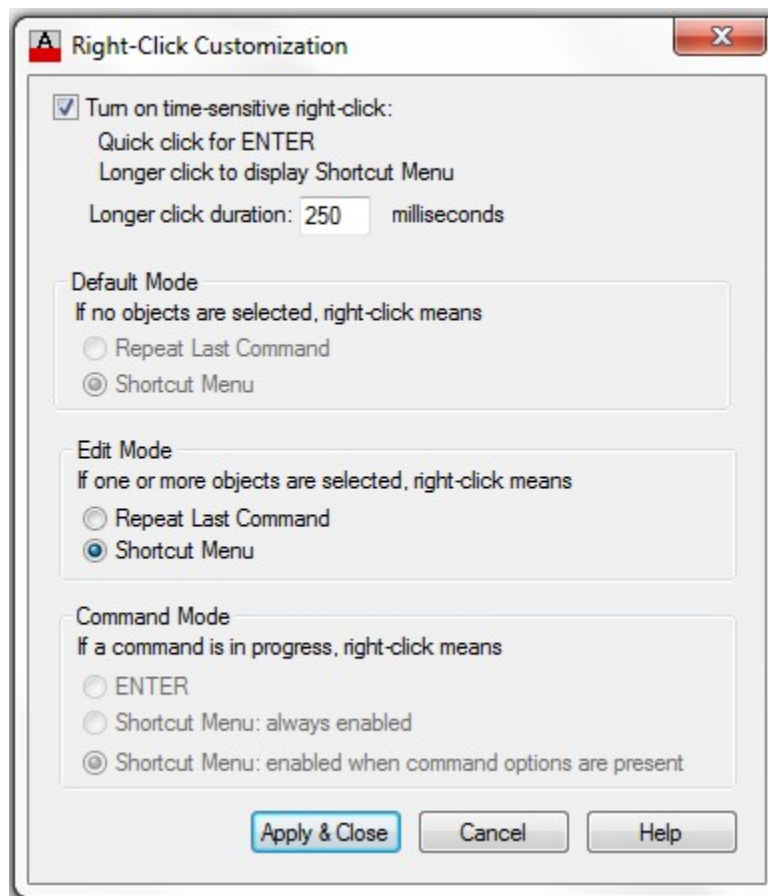 A Right-Click Customization
Turn on time-sensitive right-click:
Quick click for ENTER
Longer click to display Shortcut Menu
Longer click duration: 250 milliseconds
Default Mode
If no objects are selected, right-click means
Repeat Last Command
Shortcut Menu
Edit Mode
If one or more objects are selected, right-click means
Repeat Last Command
Shortcut Menu
Command Mode
If a command is in progress, right-click means
ENTER
Shortcut Menu: always enabled
Shortcut Menu: enabled when command options are present
Apply & Close Cancel Help